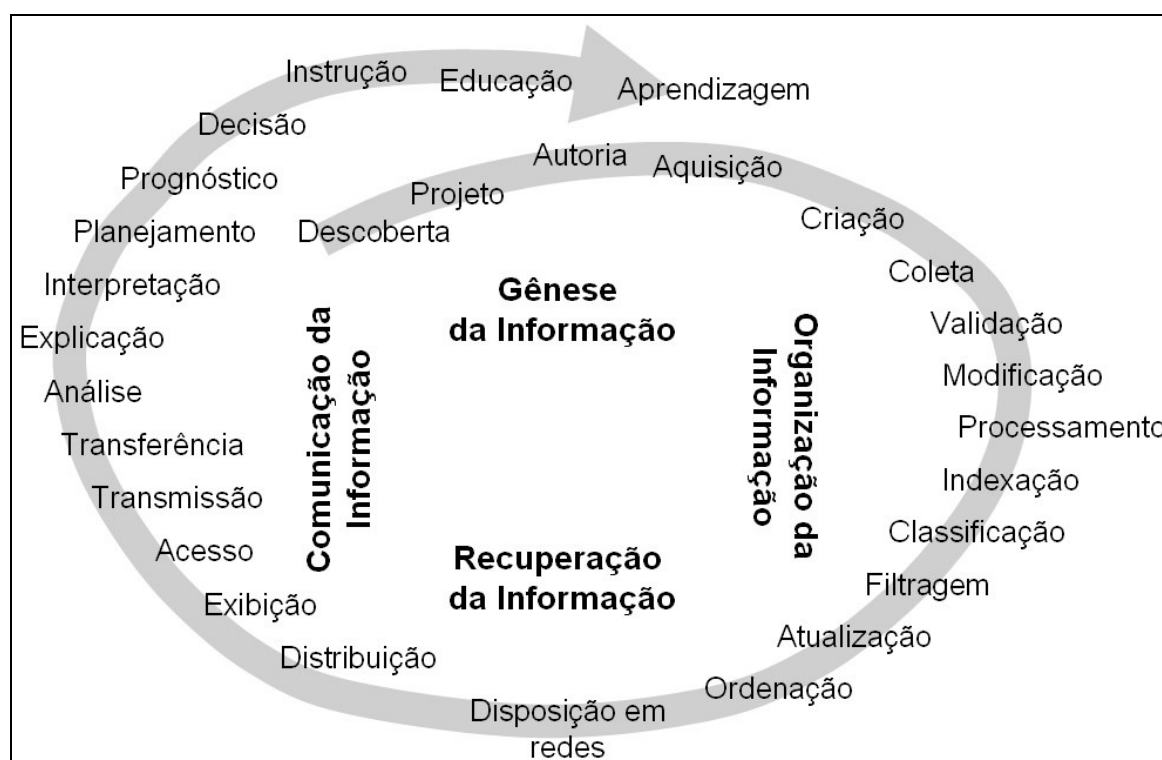 Instrução
Educação
Aprendizagem
Decisão
Autoria
Aquisição
Prognóstico
Projeto
Criação
Planejamento
Descoberta
Coleta
Interpretação
Gênese
da Informação
Explicação
Validação
Comunicação da
Informação
Organização da
Informação
Análise
Modificação
Transferência
Processamento
Transmissão
Indexação
Acesso
Classificação
Recuperação
da Informação
Exibição
Filtragem
Distribuição
Atualização
Ordenação
Disposição em
redes